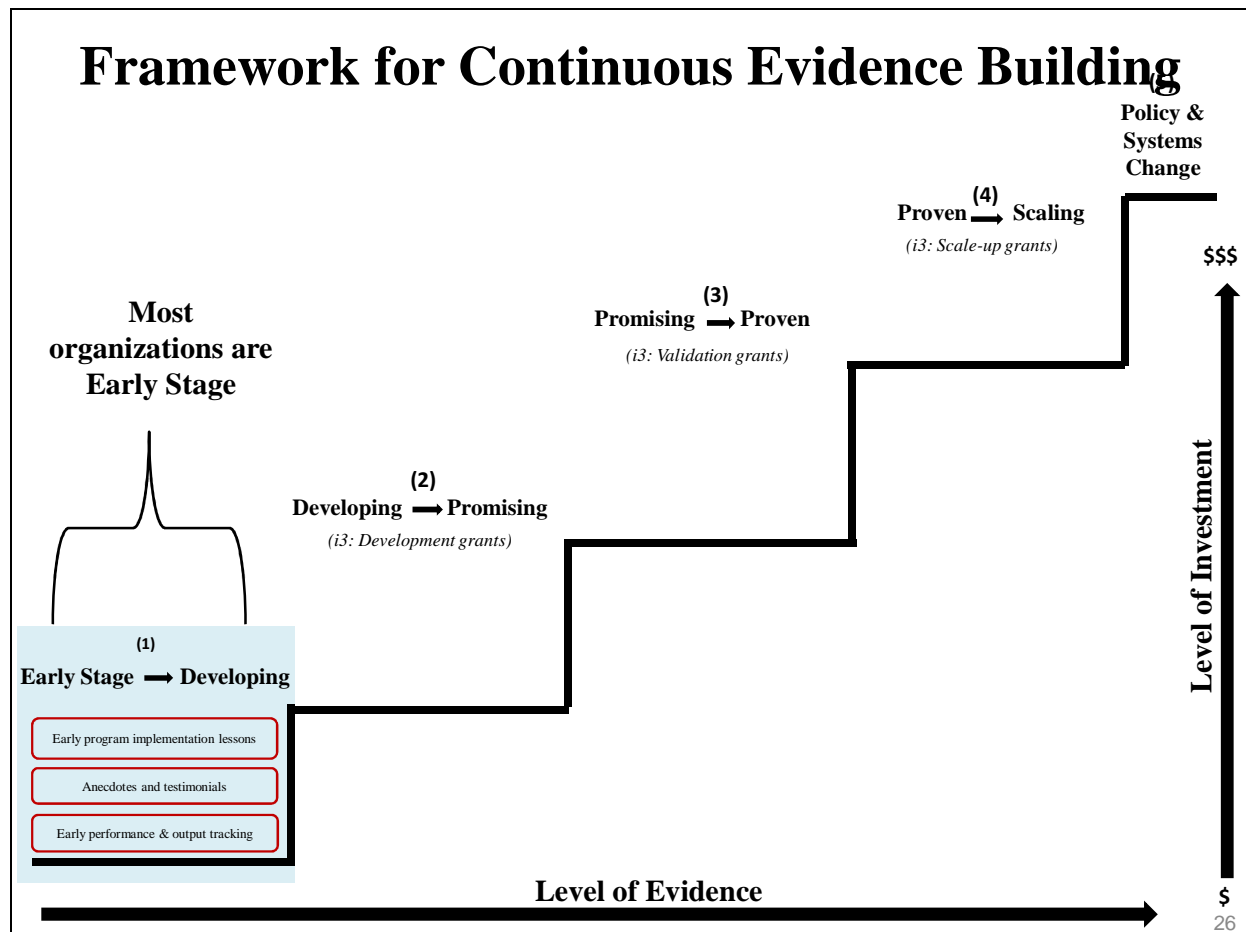 Framework for Continuous Evidence Building
Policy &
Systems
Change
(4)
Proven Scaling
(i3: Scale-up grants)
$$$
(3)
Promising Proven
(i3: Validation grants)
Most
organizations are
Early Stage
(2)
Developing Promising
(i3: Development grants)
Level of Investment
(1)
Early Stage Developing
Early program implementation lessons
Anecdotes and testimonials
Early performance & output tracking
Level of Evidence
$
26